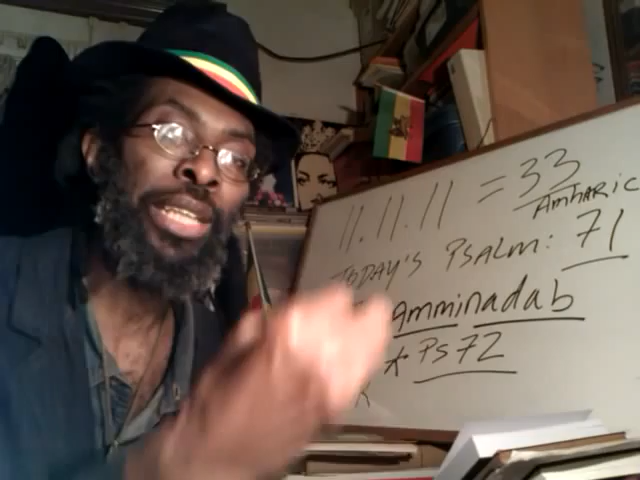 11.11.11 = 33
AMHARIC
TODAY'S PSALM: 71
Amminadab
* Ps 72